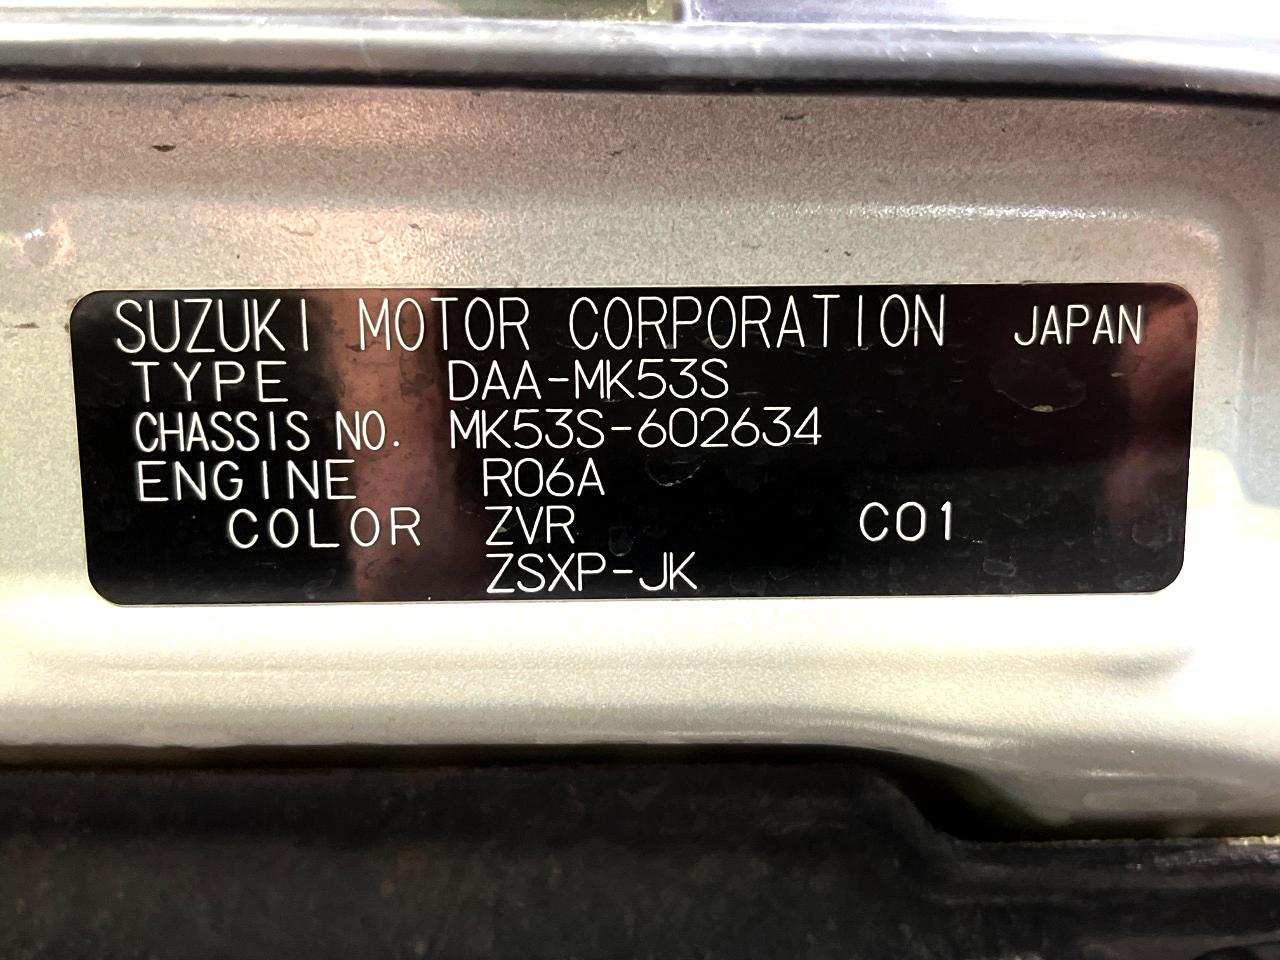 SUZUKI MOTOR CORPORATION JAPAN
TYPE DAA-MK53S
CHASSIS NO. MK53S-602634
ENGINE R06A
COLOR ZVR C01
ZSXP-JK